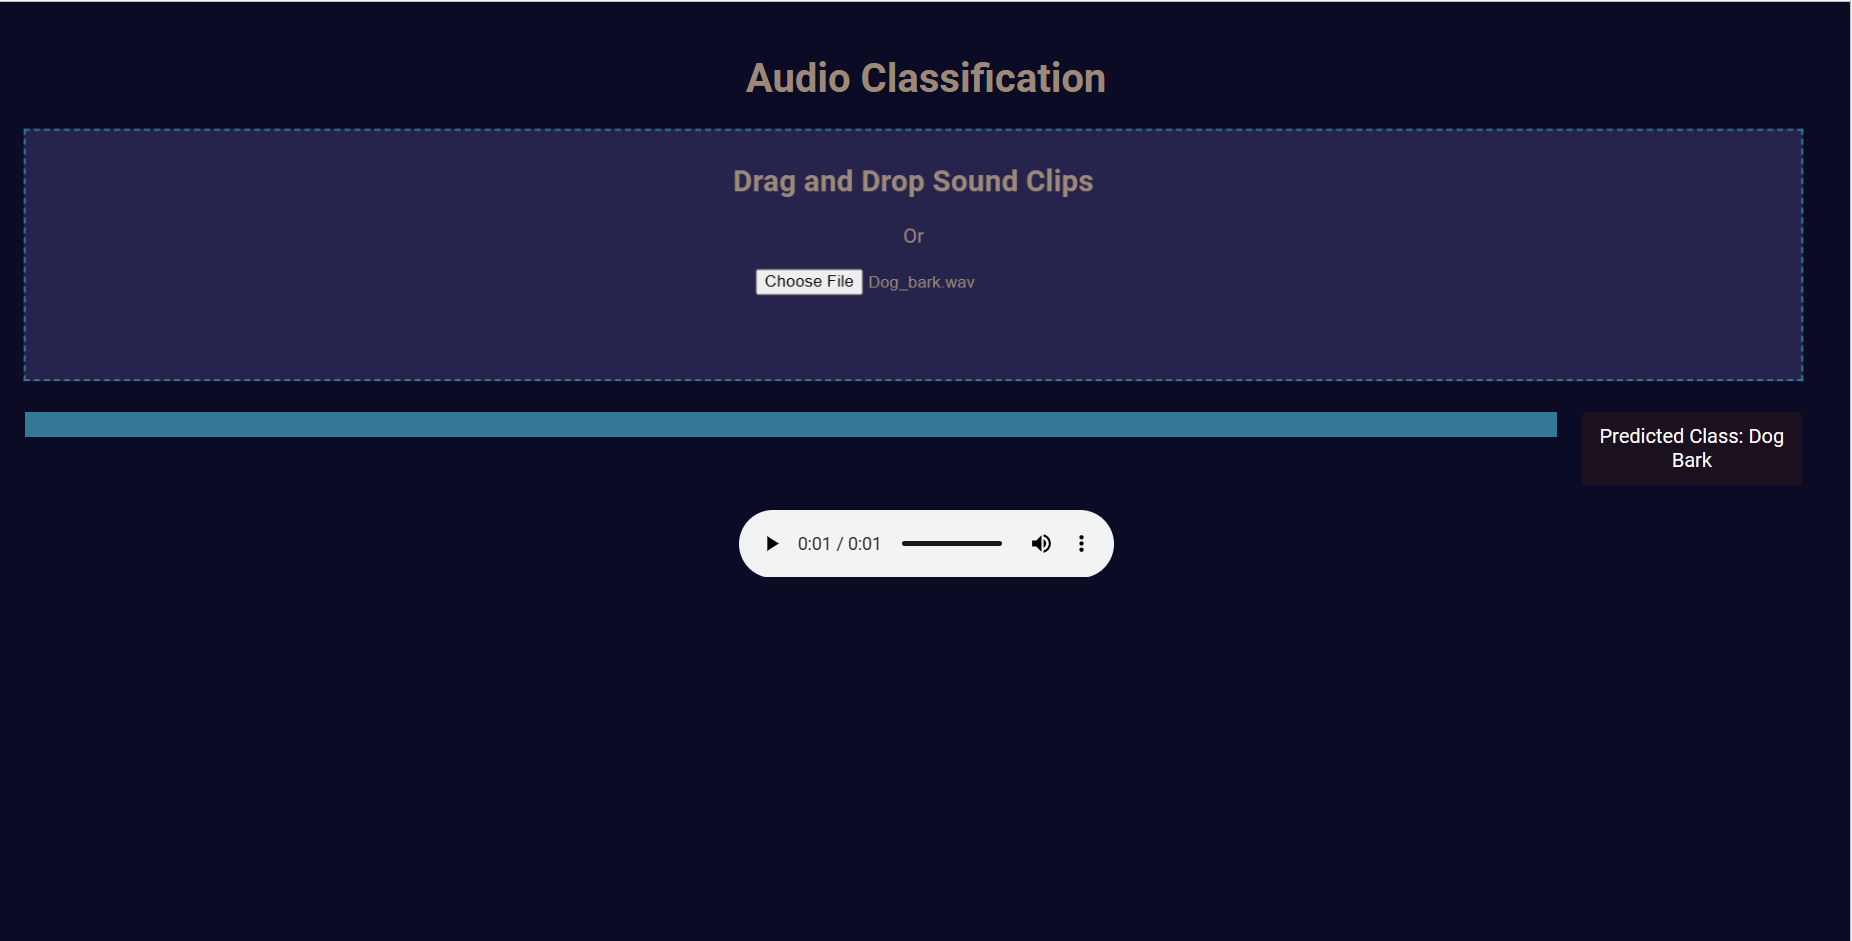 Audio Classification
Drag and Drop Sound Clips
Or
Choose File Dog_bark.wav
Predicted Class: Dog
Bark
0:01 / 0:01